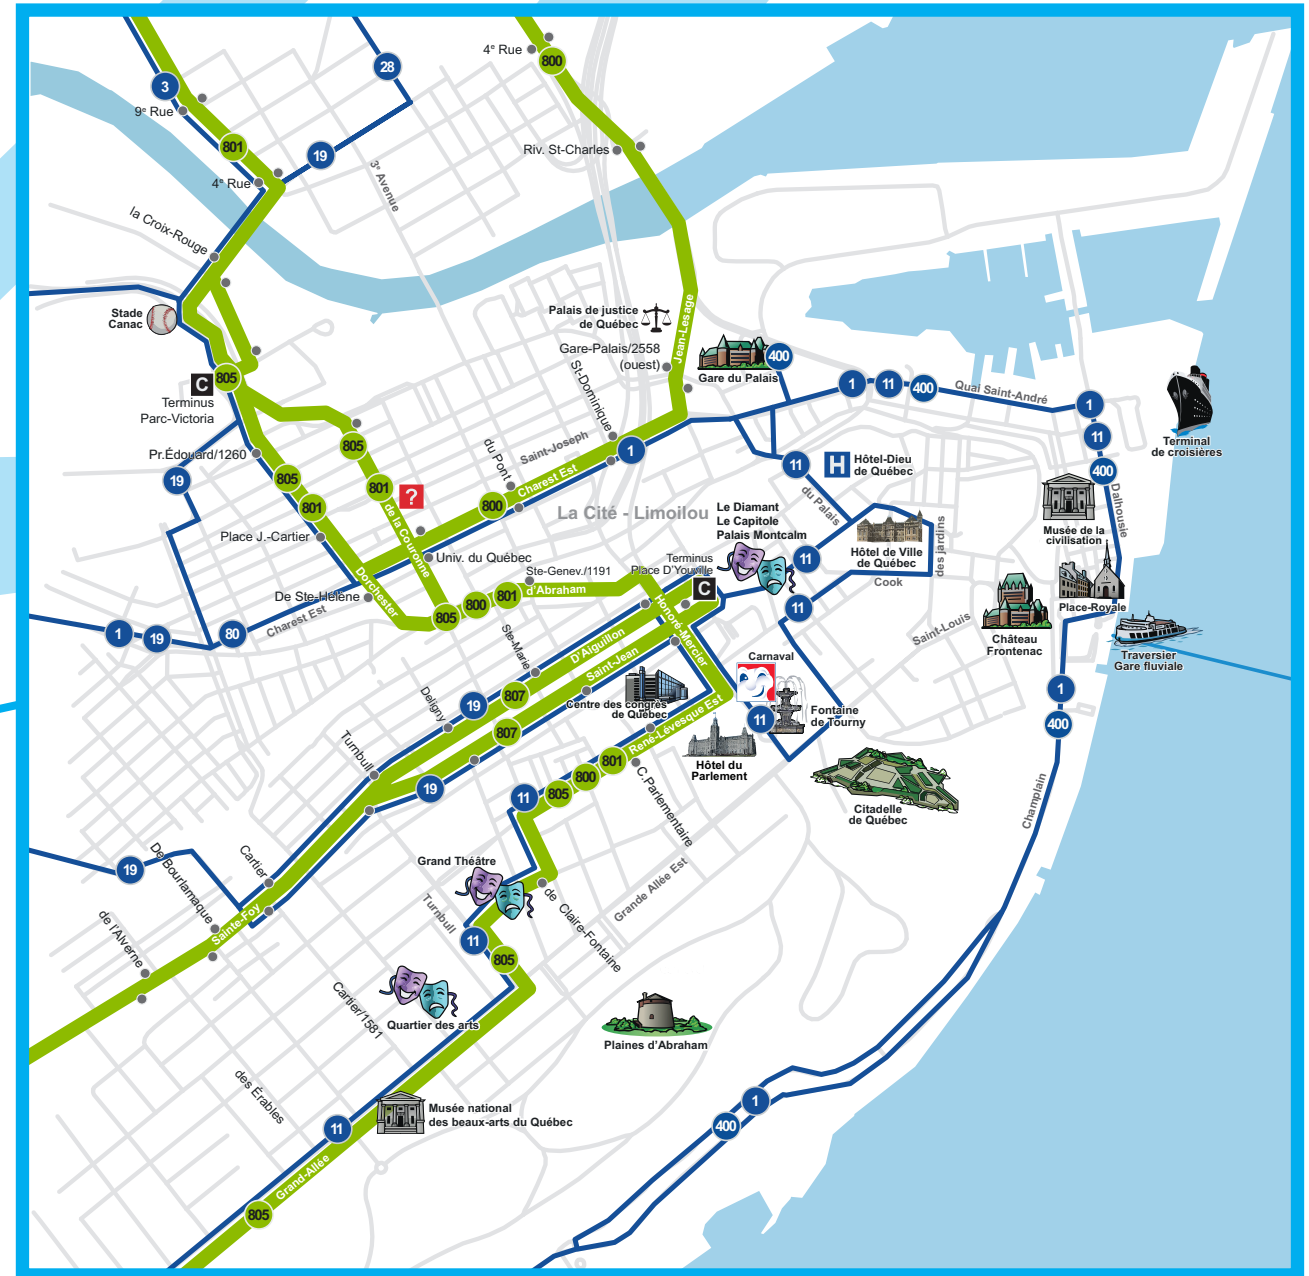 28
4e Rue
800
3
9e Rue
801
19
Riv. St-Charles
3e Avenue
4e Rue
la Croix-Rouge
Stade
Canac
Palais de justice
de Québec
Jean-Lesage
Gare-Palais/2558
(ouest)
Gare du Palais
400
1
11
400
Quai Saint-André
1
11
400
Dalhousie
Terminal
de croisières
C
805
Terminus
Parc-Victoria
St-Dominique
Saint-Joseph
du Pont
Pr.Édouard/1260
19
805
805
801
801
?
de la Couronne
800
Charest Est
1
11
H
Hôtel-Dieu
de Québec
du Palais
La Cité - Limoilou
Le Diamant
Le Capitole
Palais Montcalm
Musée de la
civilisation
Place J.-Cartier
Univ. du Québec
Ste-Genev./1191
Terminus
Place D'Youville
C
11
Hôtel de Ville
de Québec
des Jardins
Cook
De Ste-Hélène
Dorchester
805
800
801
d'Abraham
Honoré-Mercier
11
Place-Royale
Château
Frontenac
Saint-Louis
Traversier
Gare fluviale
1
19
80
Charest Est
Ste-Marie
D'Aiguillon
Saint-Jean
Carnaval
Deligny
19
807
Centre des congrès
de Québec
807
René-Lévesque Est
11
Fontaine
de Tourny
Hôtel du
Parlement
1
400
Turnbull
19
11
805
800
801
C.Parlementaire
Citadelle
de Québec
Champlain
19
De Bourlamaque
Cartier
Grand Théâtre
Grande Allée Est
de l'Alverne
Sainte-Foy
Turnbull
de Claire-Fontaine
11
805
Cartier/1581
Quartier des arts
Plaines d'Abraham
des Érables
Musée national
des beaux-arts du Québec
11
1
400
Grand-Allée
805